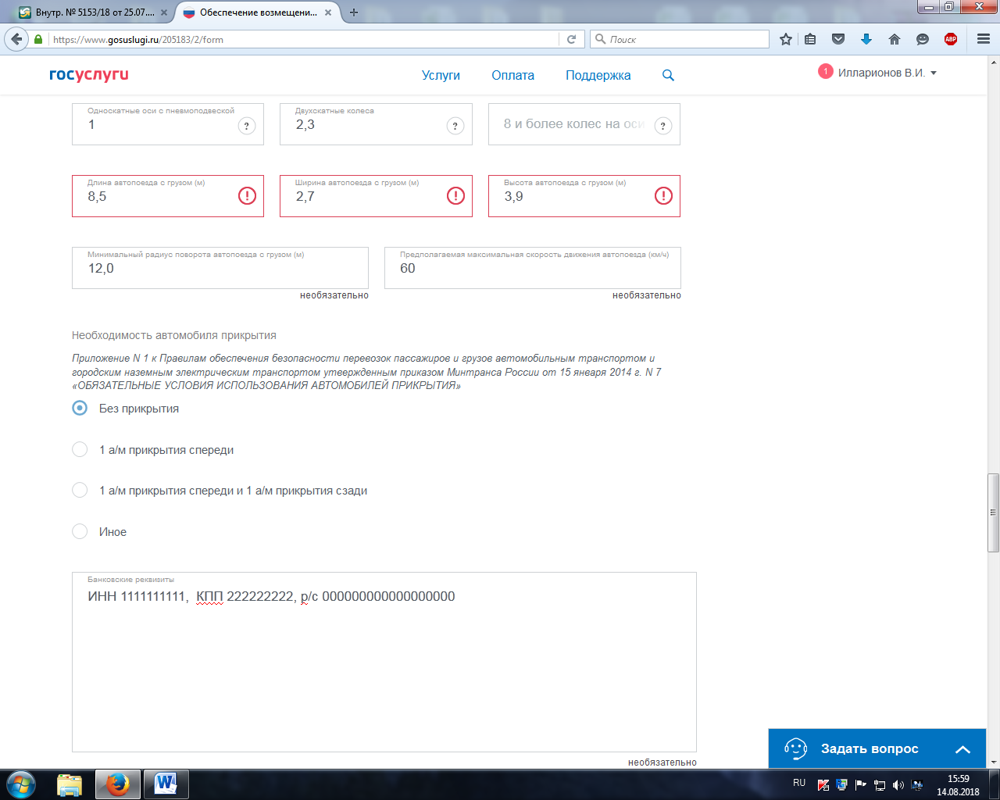 Внутр. № 5153/18 от 25.07....
Обеспечение возмещени...
https://www.gosuslugi.ru/205183/2/form
Поиск
ABP
госуслуги
Услуги
Оплата
Поддержка
1
Илларионов В.И.
Односкатные оси с пневмоподвеской
1
?
Двухскатные колеса
2,3
?
8 и более колес на оси
?
Длина автопоезда с грузом (м)
8,5
!
Ширина автопоезда с грузом (м)
2,7
!
Высота автопоезда с грузом (м)
3,9
!
Минимальный радиус поворота автопоезда с грузом (м)
12,0
необязательно
Предполагаемая максимальная скорость движения автопоезда (км/ч)
60
необязательно
Необходимость автомобиля прикрытия
Приложение N 1 к Правилам обеспечения безопасности перевозок пассажиров и грузов автомобильным транспортом и
городским наземным электрическим транспортом утвержденным приказом Минтранса России от 15 января 2014 г. N 7
«ОБЯЗАТЕЛЬНЫЕ УСЛОВИЯ ИСПОЛЬЗОВАНИЯ АВТОМОБИЛЕЙ ПРИКРЫТИЯ»
Без прикрытия
1 а/м прикрытия спереди
1 а/м прикрытия спереди и 1 а/м прикрытия сзади
Иное
Банковские реквизиты
ИНН 1111111111,  КПП 222222222, р/с 000000000000000000
необязательно
Задать вопрос
W
RU
15:59
14.08.2018